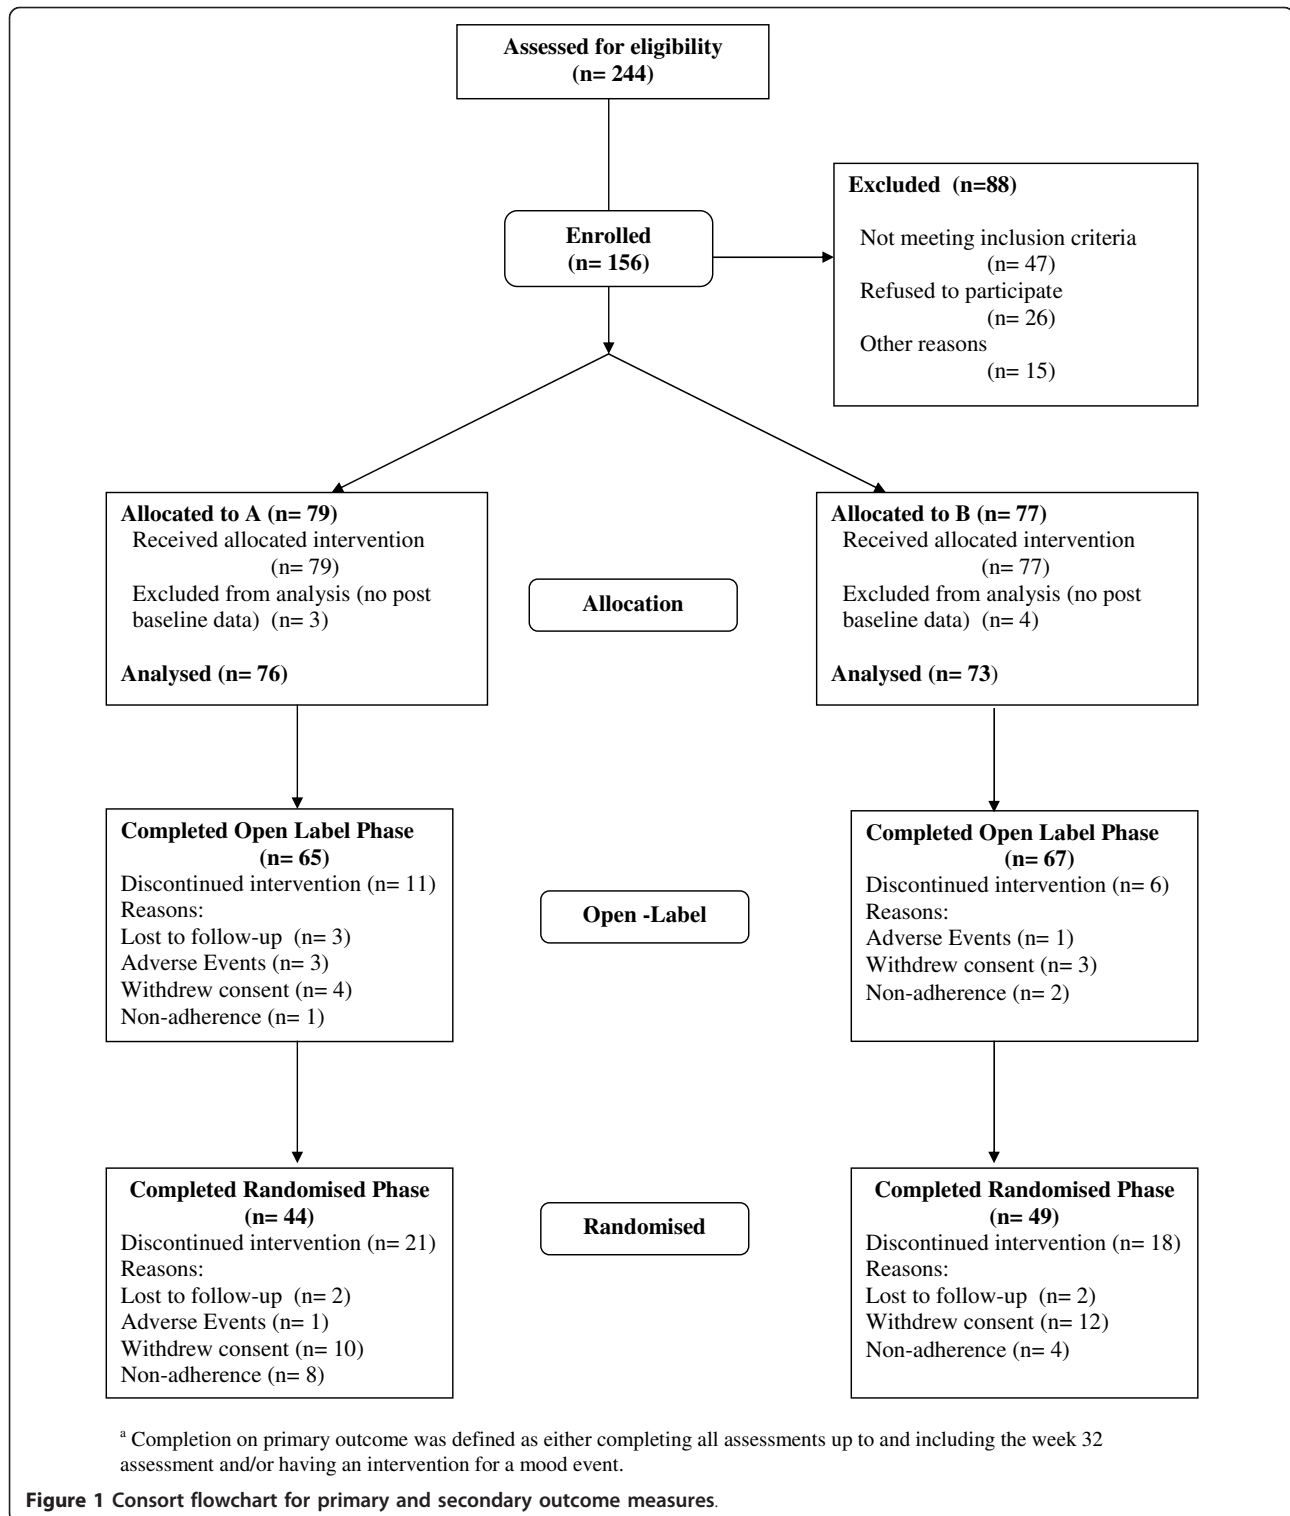 Assessed for eligibility
(n= 244)
Excluded (n=88)
Not meeting inclusion criteria
(n= 47)
Refused to participate
(n= 26)
Other reasons
(n= 15)
Enrolled
(n= 156)
Allocated to A (n= 79)
Received allocated intervention
(n= 79)
Excluded from analysis (no post
baseline data) (n= 3)
Analysed (n= 76)
Allocation
Allocated to B (n= 77)
Received allocated intervention
(n= 77)
Excluded from analysis (no post
baseline data) (n= 4)
Analysed (n= 73)
Completed Open Label Phase
(n= 65)
Discontinued intervention (n= 11)
Reasons:
Lost to follow-up (n= 3)
Adverse Events (n= 3)
Withdrew consent (n= 4)
Non-adherence (n= 1)
Open -Label
Completed Open Label Phase
(n= 67)
Discontinued intervention (n= 6)
Reasons:
Adverse Events (n= 1)
Withdrew consent (n= 3)
Non-adherence (n= 2)
Completed Randomised Phase
(n= 44)
Discontinued intervention (n= 21)
Reasons:
Lost to follow-up (n= 2)
Adverse Events (n= 1)
Withdrew consent (n= 10)
Non-adherence (n= 8)
Randomised
Completed Randomised Phase
(n= 49)
Discontinued intervention (n= 18)
Reasons:
Lost to follow-up (n= 2)
Withdrew consent (n= 12)
Non-adherence (n= 4)
a Completion on primary outcome was defined as either completing all assessments up to and including the week 32
assessment and/or having an intervention for a mood event.
Figure 1 Consort flowchart for primary and secondary outcome measures.